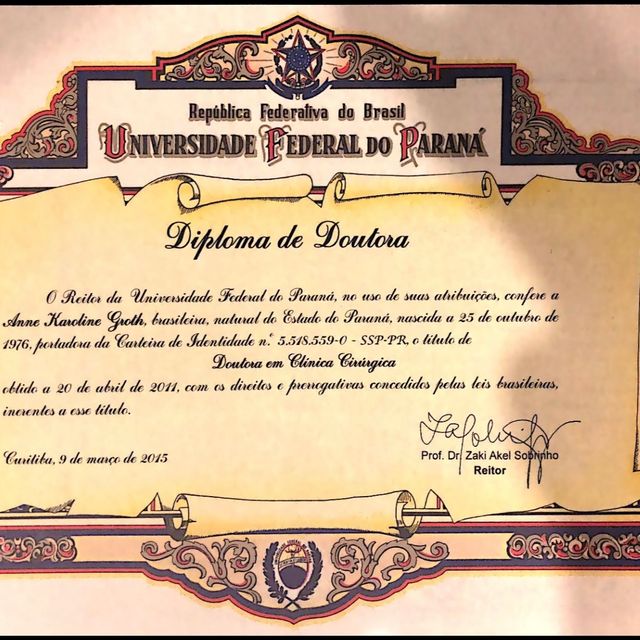 República Federativa do Brasil
UNIVERSIDADE FEDERAL DO PARANÁ
Diploma de Doutora
O Reitor da Universidade Federal do Paraná, no uso de suas atribuições, confere a
Anne Karoline Groth, brasileira, natural do Estado do Paraná, nascida a 25 de outubro de
1976, portadora da Carteira de Identidade n.º 5.518.559-0 - SSP-PR, o título de
Doutora em Clínica Cirúrgica
obtido a 20 de abril de 2011, com os direitos e prerrogativas concedidos pelas leis brasileiras,
inerentes a esse título.
Curitiba, 9 de março de 2015
Prof. Dr. Zaki Akel Sobrinho
Reitor